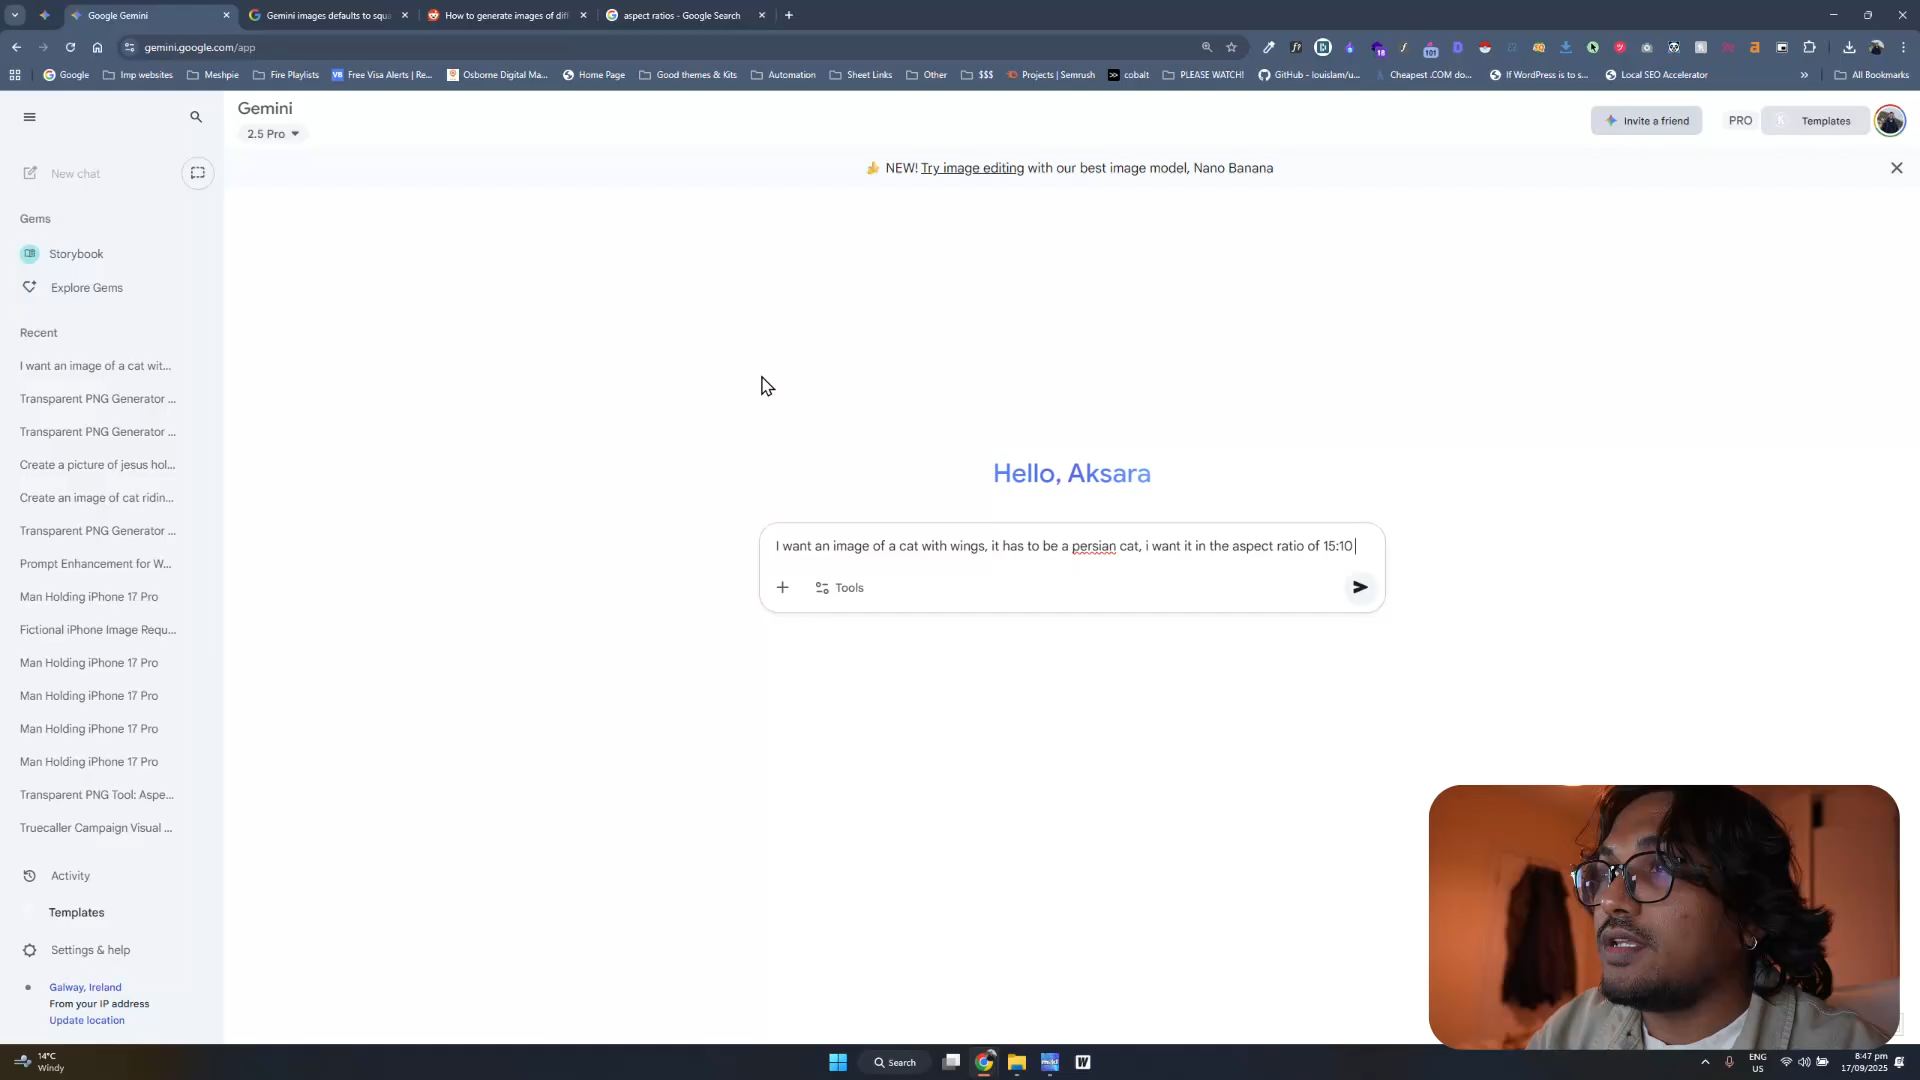 Google Gemini
Gemini images defaults to squa
How to generate images of diff
aspect ratios - Google Search
gemini.google.com/app
Google
Imp websites
Meshpie
Fire Playlists
Free Visa Alerts | Re...
Osborne Digital Ma...
Home Page
Good themes & Kits
Automation
Sheet Links
Other
$$$
Projects | Semrush
cobalt
PLEASE WATCH!
GitHub - louislam/u...
Cheapest .COM do...
If WordPress is to s...
Local SEO Accelerator
All Bookmarks
Gemini
2.5 Pro
Invite a friend
PRO
Templates
NEW! Try image editing with our best image model, Nano Banana
New chat
Gems
Storybook
Explore Gems
Recent
I want an image of a cat wit...
Transparent PNG Generator ...
Transparent PNG Generator ...
Create a picture of jesus hol...
Create an image of cat ridin...
Transparent PNG Generator ...
Prompt Enhancement for W...
Man Holding iPhone 17 Pro
Fictional iPhone Image Requ...
Man Holding iPhone 17 Pro
Man Holding iPhone 17 Pro
Man Holding iPhone 17 Pro
Man Holding iPhone 17 Pro
Transparent PNG Tool: Aspe...
Truecaller Campaign Visual ...
Activity
Templates
Settings & help
Galway, Ireland
From your IP address
Update location
Hello, Aksara
I want an image of a cat with wings, it has to be a persian cat, i want it in the aspect ratio of 15:10
Tools
14°C
Windy
Search
ENG
US
8:47 pm
17/09/2025